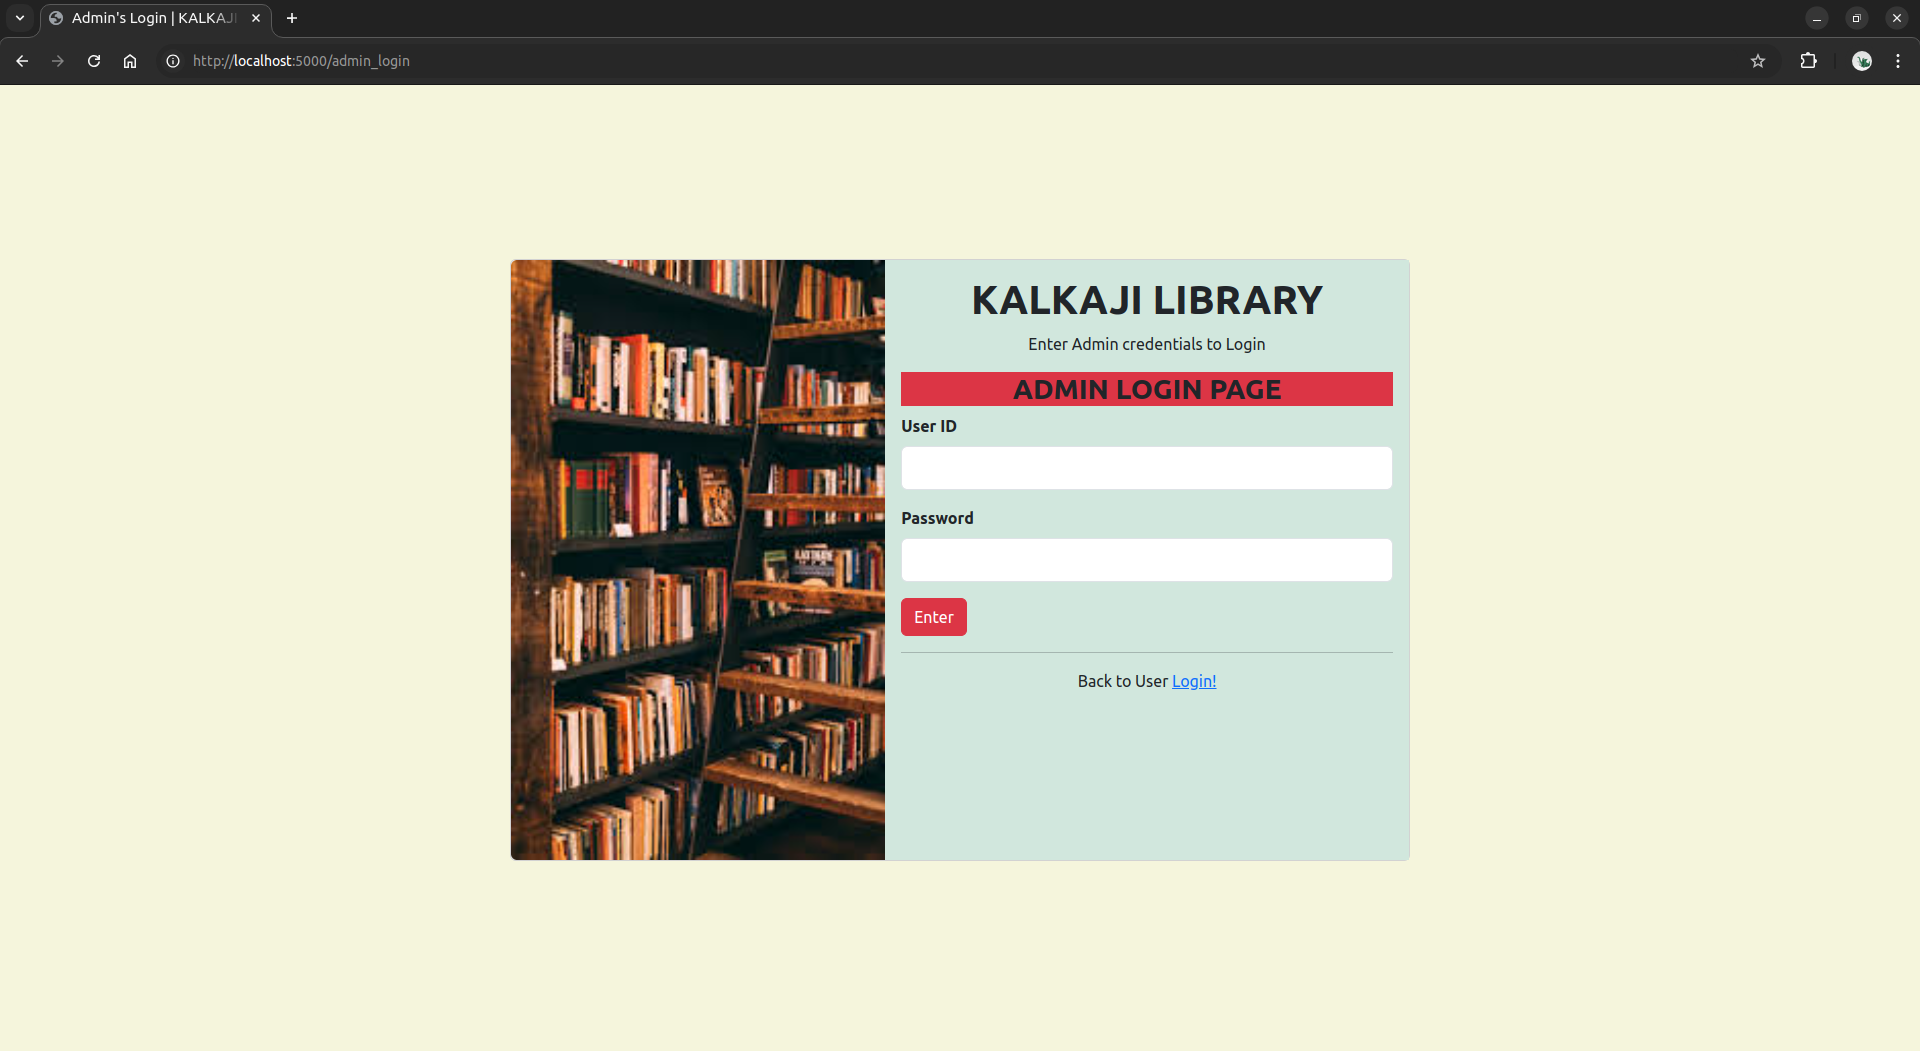 Admin's Login | KALKAJI
http://localhost:5000/admin_login
KALKAJI LIBRARY
Enter Admin credentials to Login
ADMIN LOGIN PAGE
User ID
Password
Enter
Back to User Login!